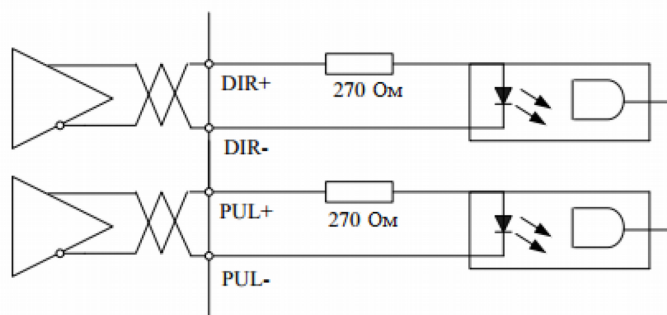 DIR+
270 Ом
DIR-
PUL+
270 Ом
PUL-